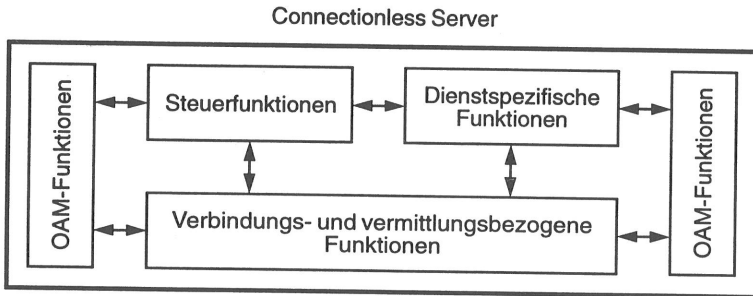 Connectionless Server
OAM-Funktionen
Steuerfunktionen
Dienstspezifische
Funktionen
OAM-Funktionen
Verbindungs- und vermittlungsbezogene
Funktionen